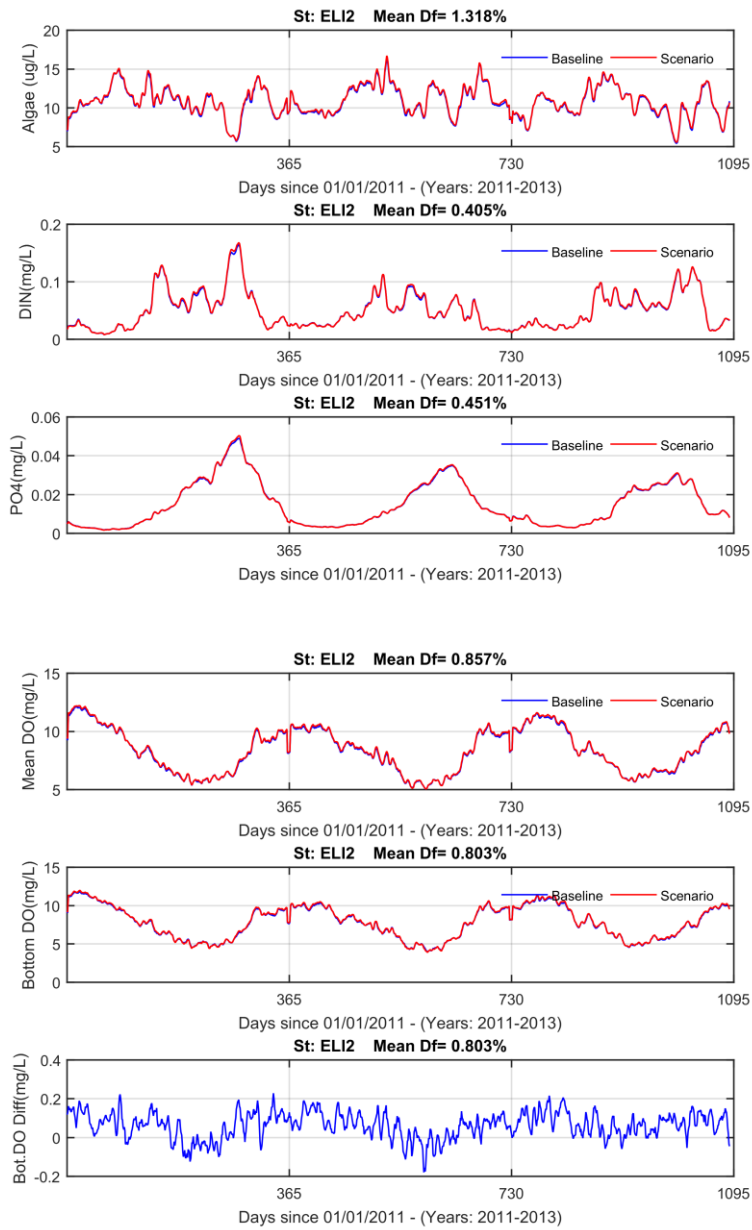 St: ELI2 Mean Df= 1.318%
20
15
10
5
Algae (ug/L)
Baseline Scenario
365 730 1095
Days since 01/01/2011 - (Years: 2011-2013)
St: ELI2 Mean Df= 0.405%
0.2
0.1
0
DIN(mg/L)
Baseline Scenario
365 730 1095
Days since 01/01/2011 - (Years: 2011-2013)
St: ELI2 Mean Df= 0.451%
0.06
0.04
0.02
0
PO4(mg/L)
Baseline Scenario
365 730 1095
Days since 01/01/2011 - (Years: 2011-2013)
St: ELI2 Mean Df= 0.857%
15
10
5
Mean DO(mg/L)
Baseline Scenario
365 730 1095
Days since 01/01/2011 - (Years: 2011-2013)
St: ELI2 Mean Df= 0.803%
15
10
5
0
Bottom DO(mg/L)
Baseline Scenario
365 730 1095
Days since 01/01/2011 - (Years: 2011-2013)
St: ELI2 Mean Df= 0.803%
0.4
0.2
0
-0.2
Bot.DO Diff(mg/L)
365 730 1095
Days since 01/01/2011 - (Years: 2011-2013)